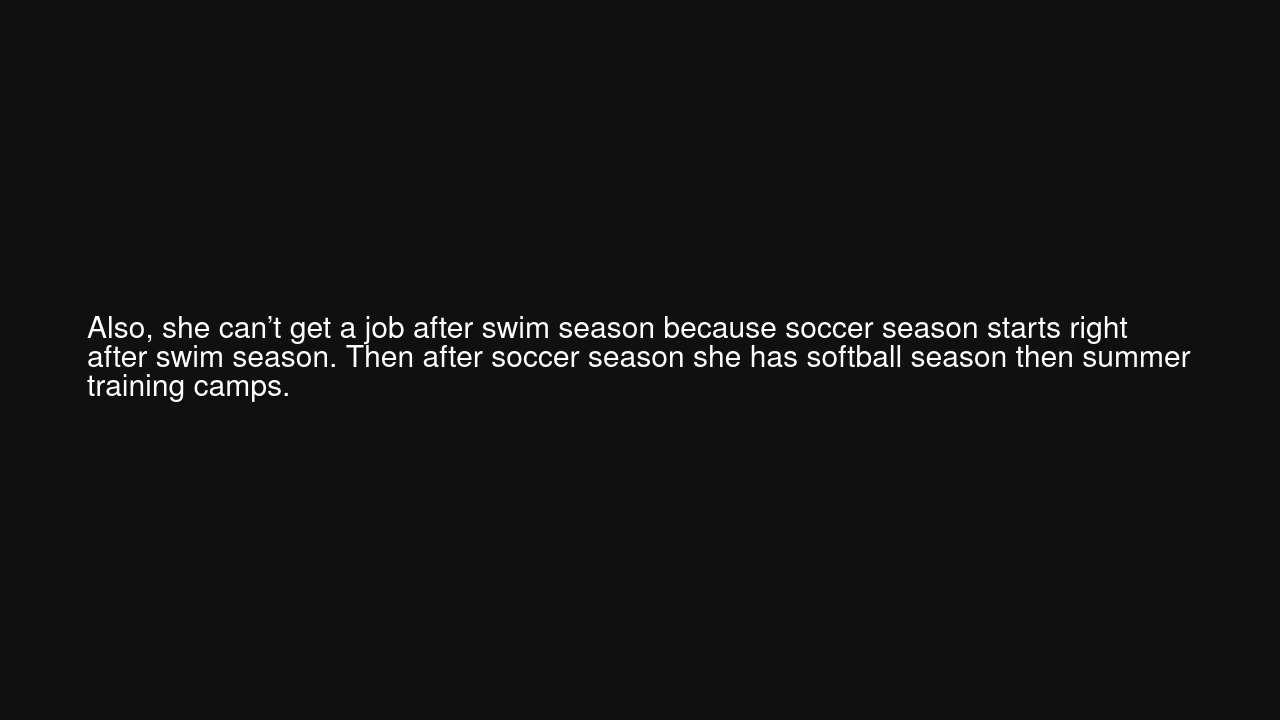 Also, she can’t get a job after swim season because soccer season starts right
after swim season. Then after soccer season she has softball season then summer
training camps.